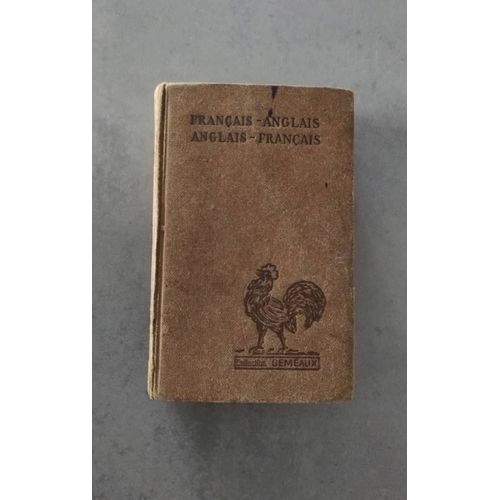 FRANÇAIS - ANGLAIS
ANGLAIS - FRANÇAIS
Collection GEMEAUX